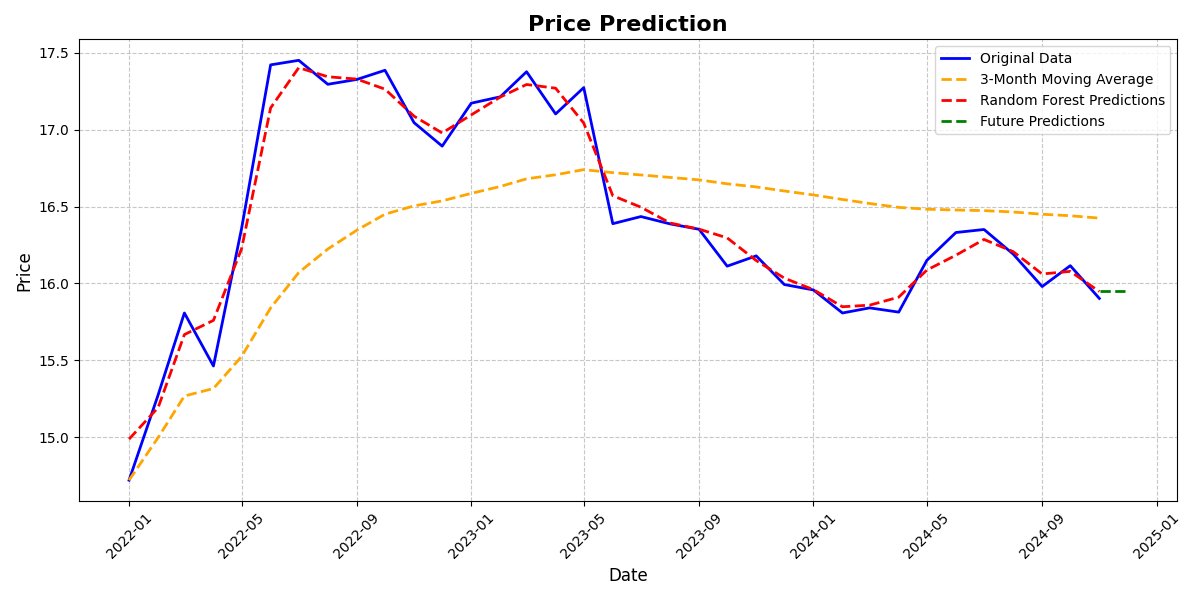 Price Prediction
Original Data
3-Month Moving Average
Random Forest Predictions
Future Predictions
17.5
17.0
16.5
16.0
15.5
15.0
Price
2022-01
2022-05
2022-09
2023-01
2023-05
2023-09
2024-01
2024-05
2024-09
2025-01
Date